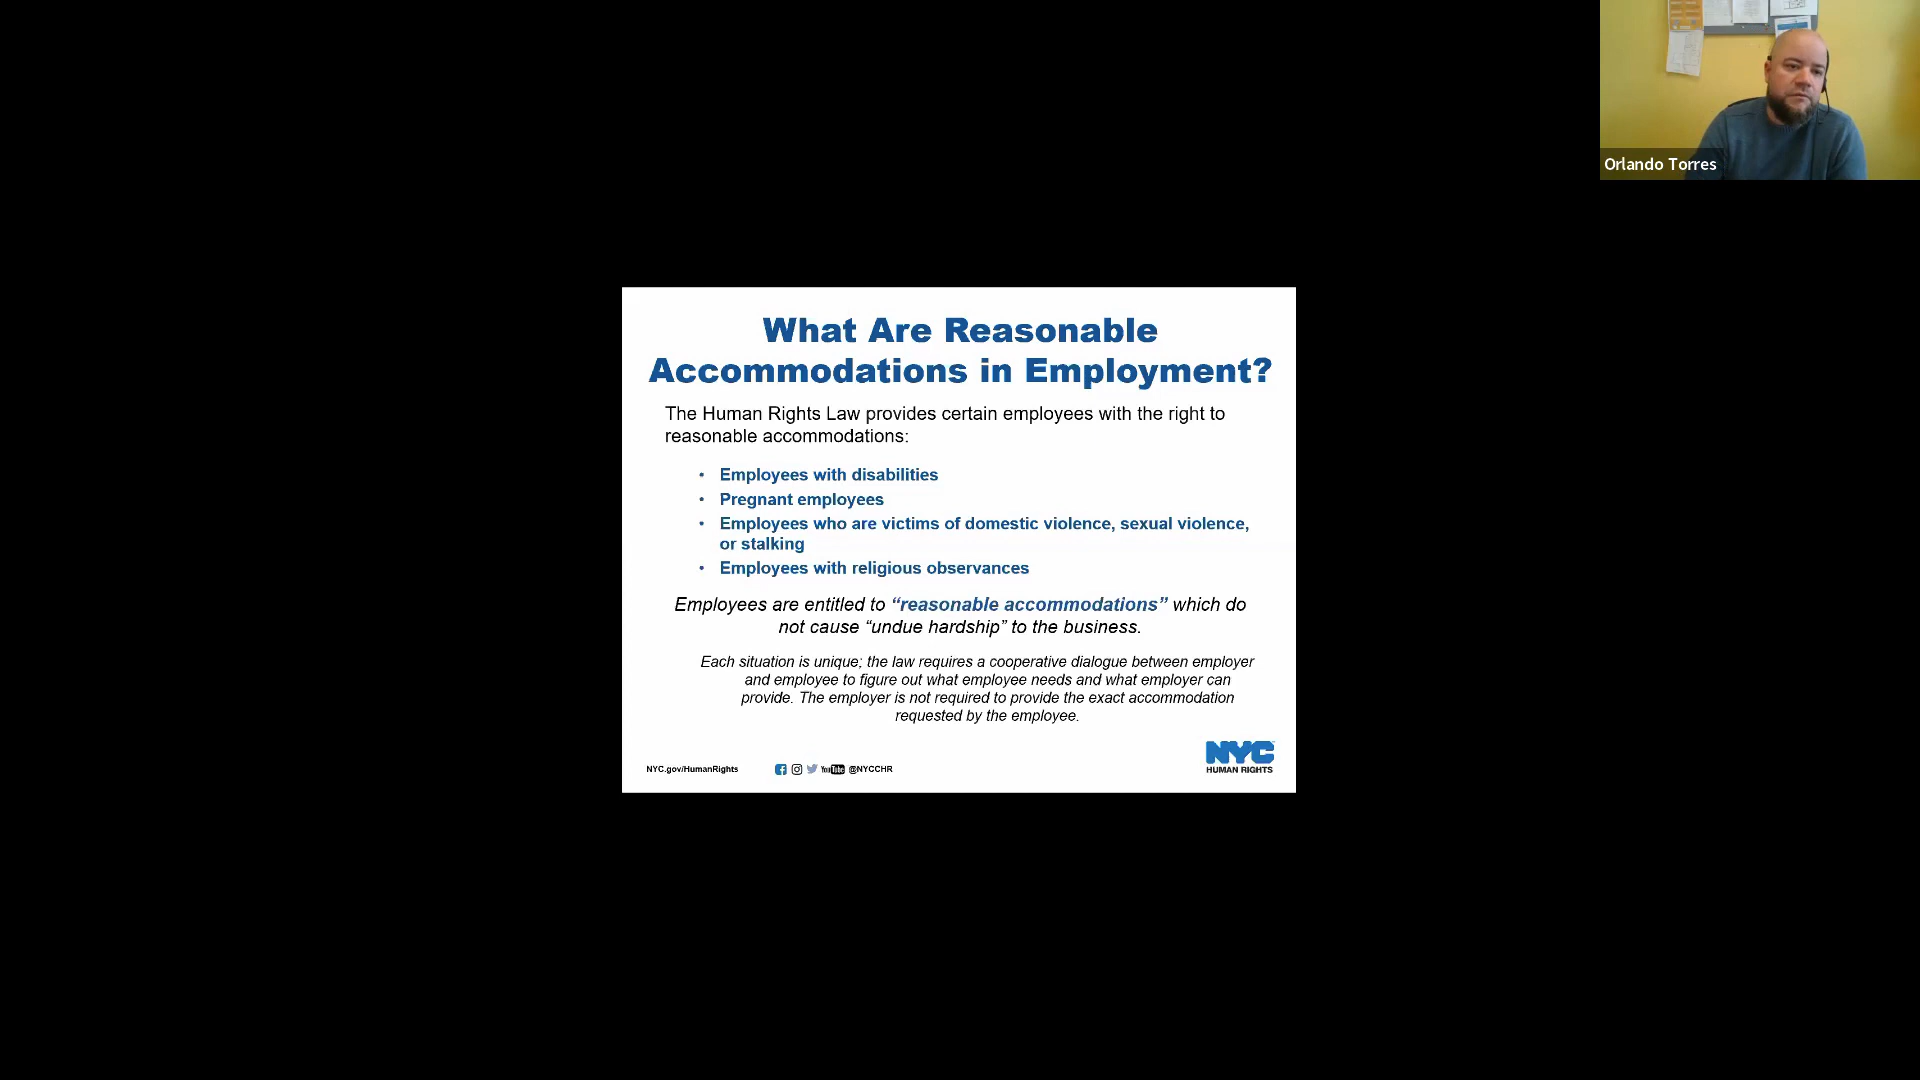 Orlando Torres
What Are Reasonable
Accommodations in Employment?
The Human Rights Law provides certain employees with the right to
reasonable accommodations:
• Employees with disabilities
• Pregnant employees
• Employees who are victims of domestic violence, sexual violence,
or stalking
• Employees with religious observances
Employees are entitled to “reasonable accommodations” which do
not cause “undue hardship” to the business.
Each situation is unique; the law requires a cooperative dialogue between employer
and employee to figure out what employee needs and what employer can
provide. The employer is not required to provide the exact accommodation
requested by the employee.
NYC.gov/HumanRights
YouTube @NYCCHR
NYC
HUMAN RIGHTS